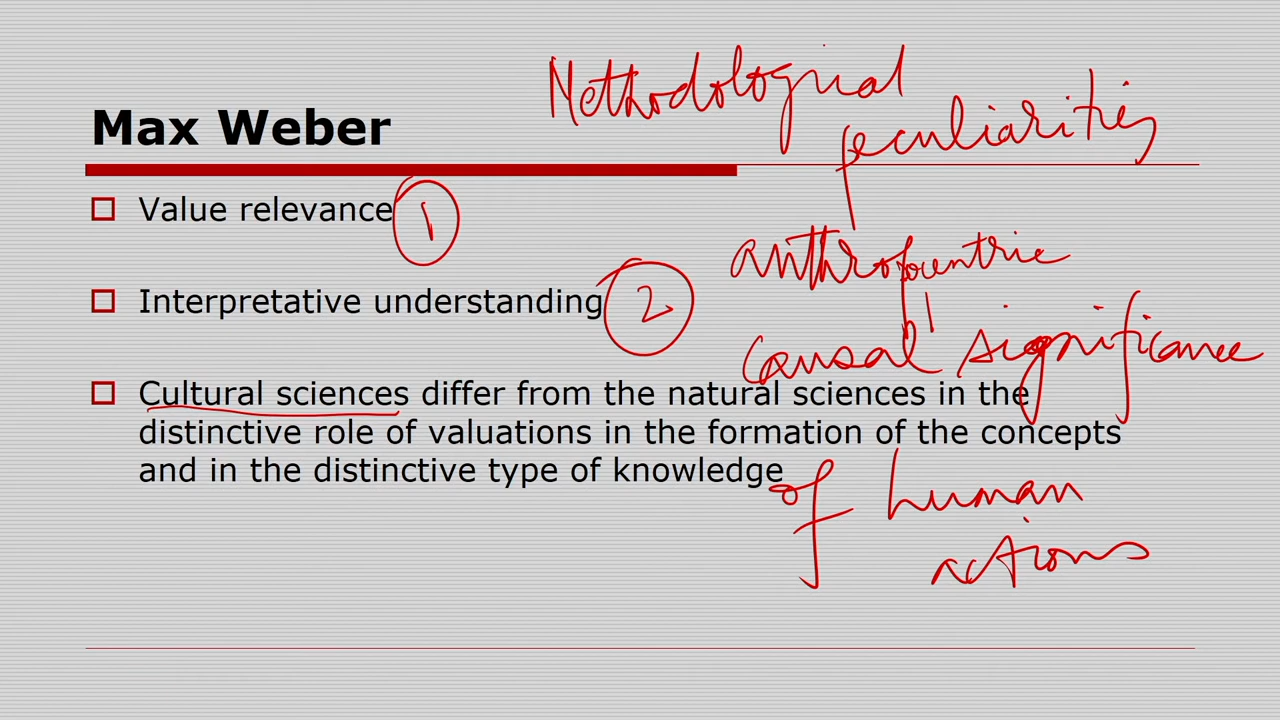 Methodological
peculiarities
Max Weber
Value relevance 1
Interpretative understanding 2
anthropocentric
causal significance
Cultural sciences differ from the natural sciences in the
distinctive role of valuations in the formation of the concepts
and in the distinctive type of knowledge
of human
actions